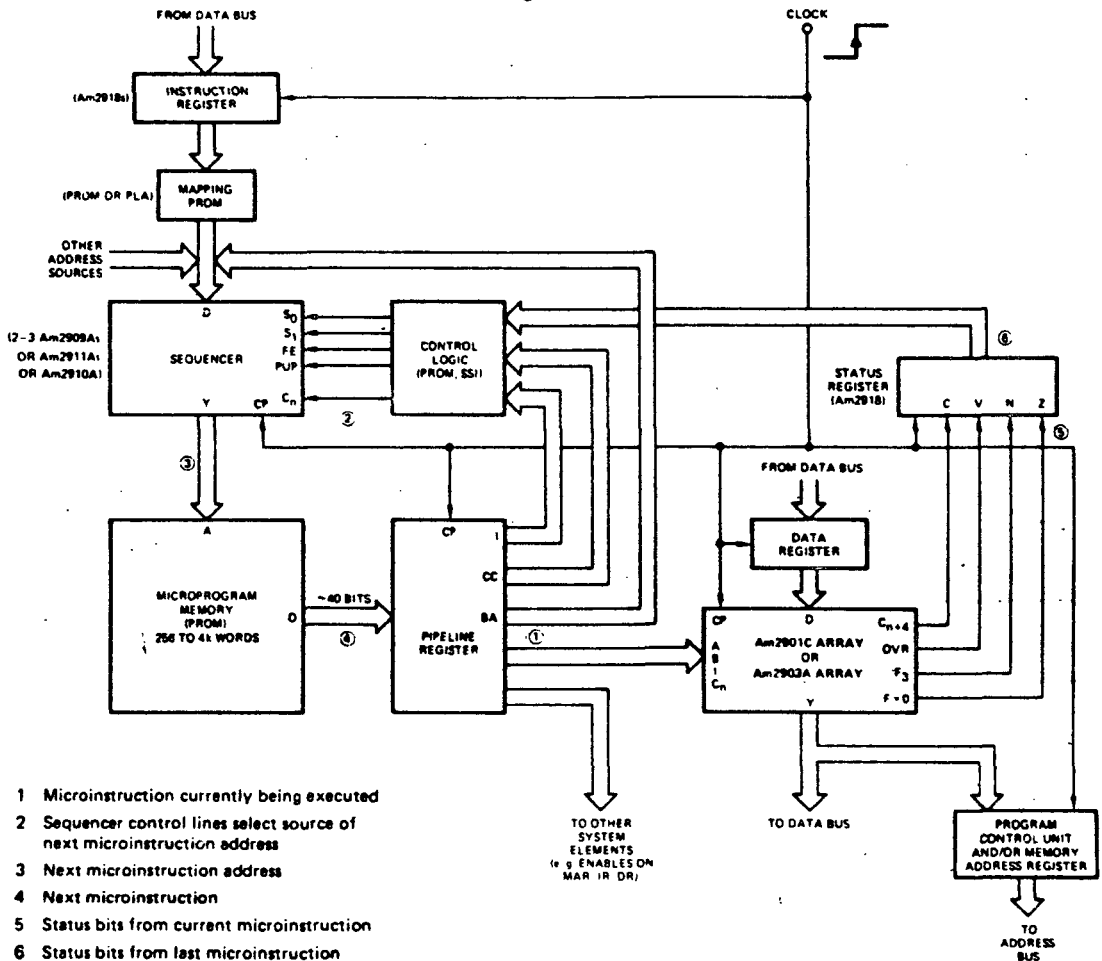 FROM DATA BUS
CLOCK
(Am2918s)
INSTRUCTION
REGISTER
(PROM OR PLA)
MAPPING
PROM
OTHER
ADDRESS
SOURCES
D
(2-3 Am2909As
OR Am2911As
OR Am2910A)
SEQUENCER
S0
S1
FE
PUP
Cn
Y
CP
CONTROL
LOGIC
(PROM, SSI)
②
⑥
STATUS
REGISTER
(Am2918)
C V N Z
⑤
③
FROM DATA BUS
DATA
REGISTER
A
MICROPROGRAM
MEMORY
(PROM)
256 TO 4k WORDS
O
~40 BITS
④
CP
I
CC
BA
PIPELINE
REGISTER
①
CP
D
A
B
I
Cn
Am2901C ARRAY
OR
Am2903A ARRAY
Cn+4
OVR
F3
F=0
Y
TO OTHER
SYSTEM
ELEMENTS
(e.g. ENABLES ON
MAR IR DR)
TO DATA BUS
PROGRAM
CONTROL UNIT
AND/OR MEMORY
ADDRESS REGISTER
TO
ADDRESS
BUS
1 Microinstruction currently being executed
2 Sequencer control lines select source of
next microinstruction address
3 Next microinstruction address
4 Next microinstruction
5 Status bits from current microinstruction
6 Status bits from last microinstruction